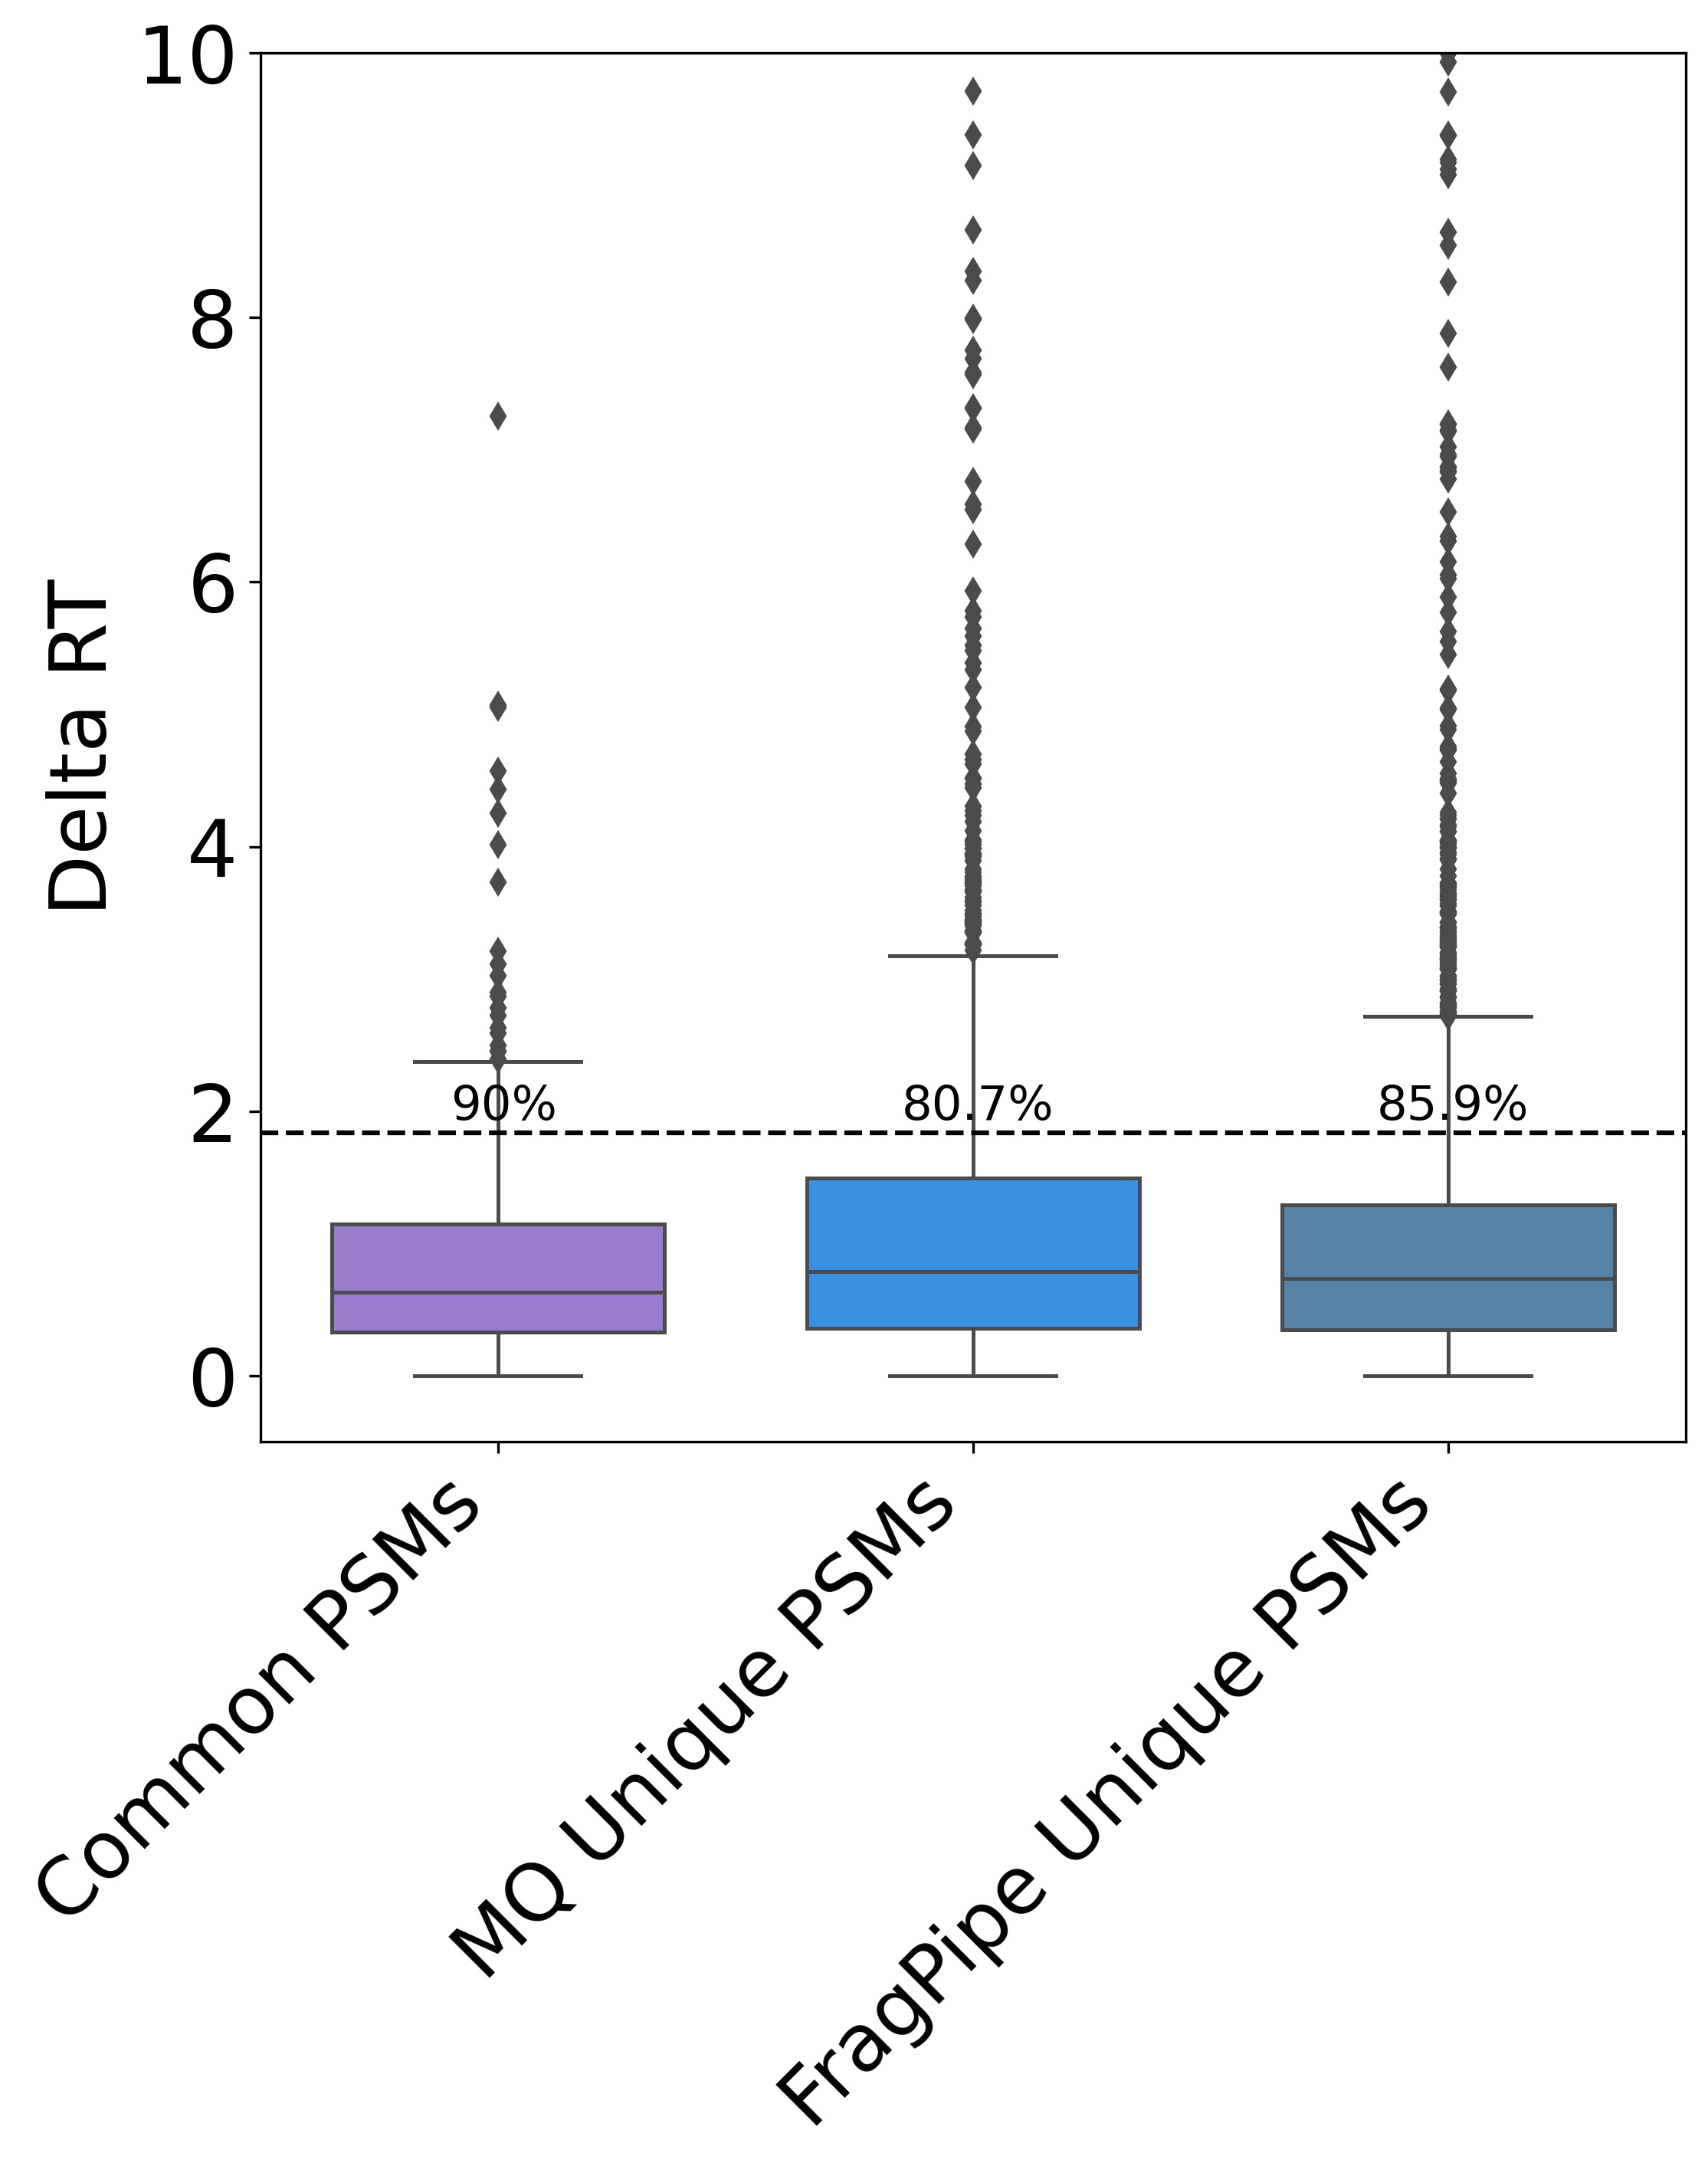 10
8
6
4
2
0
Delta RT
90%
80.7%
85.9%
Common PSMs
MQ Unique PSMs
FragPipe Unique PSMs